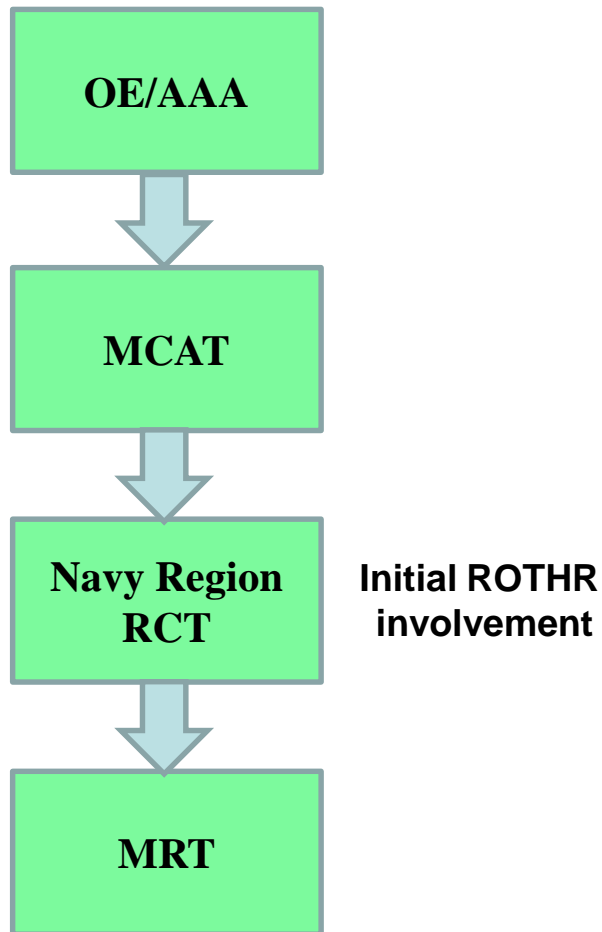 OE/AAA
MCAT
Navy Region
RCT
Initial ROTHR
involvement
MRT